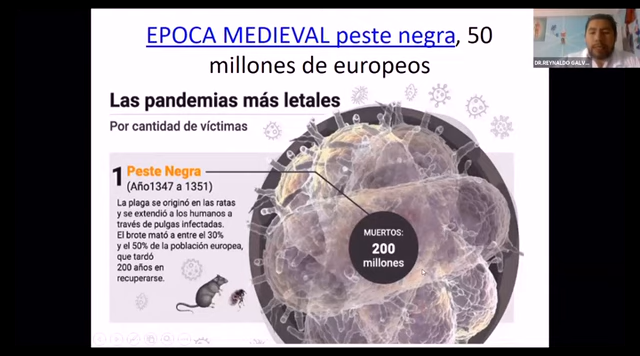 EPOCA MEDIEVAL peste negra, 50
millones de europeos
DR.REYNALDO GALV...
Las pandemias más letales
Por cantidad de víctimas
1 Peste Negra
(Año1347 a 1351)
La plaga se originó en las ratas
y se extendió a los humanos a
través de pulgas infectadas.
El brote mató a entre el 30%
y el 50% de la población europea,
que tardó
200 años en
recuperarse.
MUERTOS:
200
millones